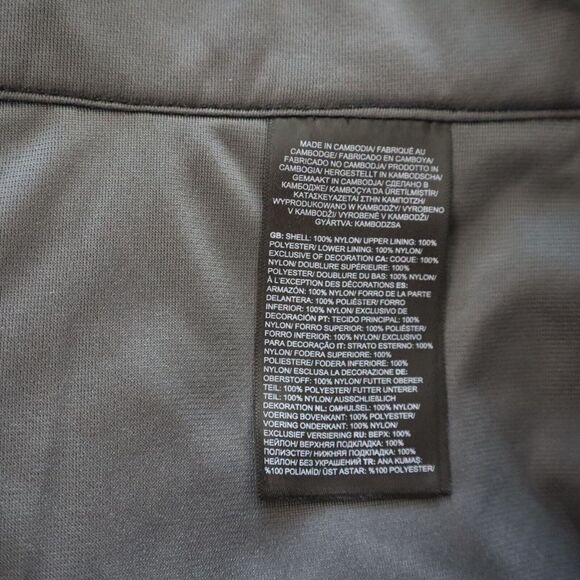 MADE IN CAMBODIA/ FABRIQUÉ AU
CAMBODGE/ FABRICADO EN CAMBOYA/
FABRICADO NO CAMBODJA/ PRODOTTO IN
CAMBOGIA/ HERGESTELLT IN KAMBODSCHA/
GEMAAKT IN CAMBODJA/ СДЕЛАНО В
КАМБОДЖЕ/ KAMBOÇYA'DA ÜRETİLMİŞTİR/
ΚΑΤΑΣΚΕΥΑΖΕΤΑΙ ΣΤΗΝ ΚΑΜΠΟΤΖΗ/
WYPRODUKOWANO W KAMBODŻY/ VYROBENO
V KAMBODŽI/ VYROBENÉ V KAMBODŽI/
GYÁRTVA: KAMBODZSA
GB: SHELL: 100% NYLON/ UPPER LINING: 100%
POLYESTER/ LOWER LINING: 100% NYLON/
EXCLUSIVE OF DECORATION CA: COQUE: 100%
NYLON/ DOUBLURE SUPÉRIEURE: 100%
POLYESTER/ DOUBLURE DU BAS: 100% NYLON/
À L'EXCEPTION DES DÉCORATIONS ES:
ARMAZÓN: 100% NYLON/ FORRO DE LA PARTE
DELANTERA: 100% POLIÉSTER/ FORRO
INFERIOR: 100% NYLON/ EXCLUSIVO DE
DECORACIÓN PT: TECIDO PRINCIPAL: 100%
NYLON/ FORRO SUPERIOR: 100% POLIÉSTER/
FORRO INFERIOR: 100% NYLON/ EXCLUSIVO
PARA DECORAÇÃO IT: STRATO ESTERNO: 100%
NYLON/ FODERA SUPERIORE: 100%
POLIESTERE/ FODERA INFERIORE: 100%
NYLON/ ESCLUSA LA DECORAZIONE DE:
OBERSTOFF: 100% NYLON/ FUTTER OBERER
TEIL: 100% POLYESTER/ FUTTER UNTERER
TEIL: 100% NYLON/ AUSSCHLIEßLICH
DEKORATION NL: OMHULSEL: 100% NYLON/
VOERING BOVENKANT: 100% POLYESTER/
VOERING ONDERKANT: 100% NYLON/
EXCLUSIEF VERSIERING RU: ВЕРХ: 100%
НЕЙЛОН/ ВЕРХНЯЯ ПОДКЛАДКА: 100%
ПОЛИЭСТЕР/ НИЖНЯЯ ПОДКЛАДКА: 100%
НЕЙЛОН/ БЕЗ УКРАШЕНИЙ TR: ANA KUMAŞ:
%100 POLİAMİD/ ÜST ASTAR: %100 POLYESTER/